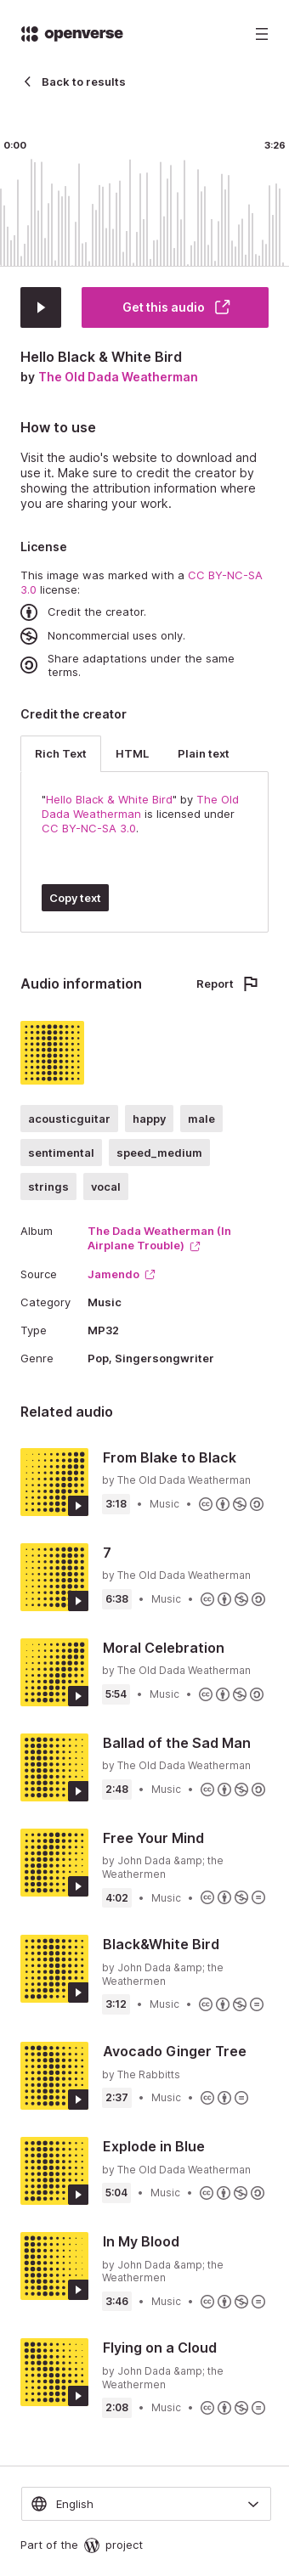 openverse
Back to results
0:00 3:26
Get this audio
Hello Black & White Bird
by The Old Dada Weatherman
How to use
Visit the audio's website to download and
use it. Make sure to credit the creator by
showing the attribution information where
you are sharing your work.
License
This image was marked with a CC BY-NC-SA
3.0 license:
Credit the creator.
Noncommercial uses only.
Share adaptations under the same
terms.
Credit the creator
Rich Text HTML Plain text
"Hello Black & White Bird" by The Old
Dada Weatherman is licensed under
CC BY-NC-SA 3.0.
Copy text
Audio information Report
acousticguitar happy male
sentimental speed_medium
strings vocal
Album The Dada Weatherman (In
Airplane Trouble)
Source Jamendo
Category Music
Type MP32
Genre Pop, Singersongwriter
Related audio
From Blake to Black
by The Old Dada Weatherman
3:18 • Music •
7
by The Old Dada Weatherman
6:38 • Music •
Moral Celebration
by The Old Dada Weatherman
5:54 • Music •
Ballad of the Sad Man
by The Old Dada Weatherman
2:48 • Music •
Free Your Mind
by John Dada &amp; the
Weathermen
4:02 • Music •
Black&White Bird
by John Dada &amp; the
Weathermen
3:12 • Music •
Avocado Ginger Tree
by The Rabbitts
2:37 • Music •
Explode in Blue
by The Old Dada Weatherman
5:04 • Music •
In My Blood
by John Dada &amp; the
Weathermen
3:46 • Music •
Flying on a Cloud
by John Dada &amp; the
Weathermen
2:08 • Music •
English
Part of the project